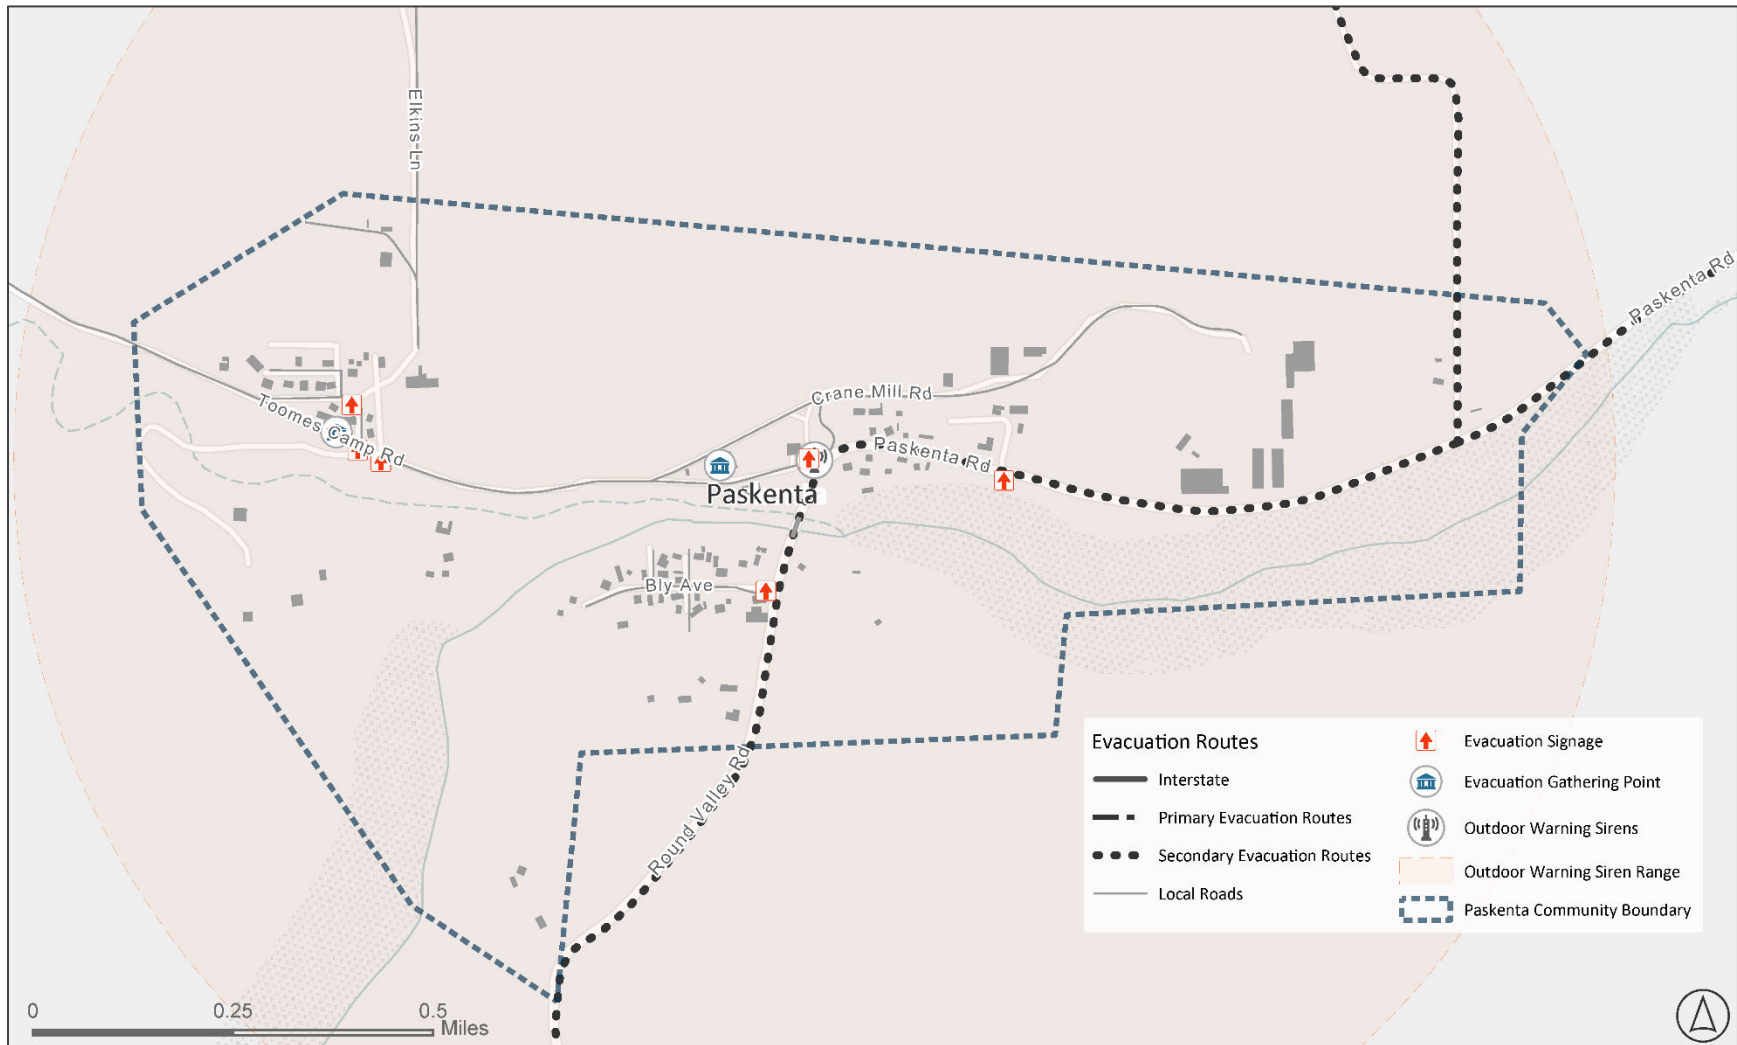 Elkins Ln
Paskenta Rd
Crane Mill Rd
Toomes Camp Rd
Paskenta Rd
Paskenta
Bly Ave
Round Valley Rd
Evacuation Routes
Interstate
Primary Evacuation Routes
Secondary Evacuation Routes
Local Roads
Evacuation Signage
Evacuation Gathering Point
Outdoor Warning Sirens
Outdoor Warning Siren Range
Paskenta Community Boundary
0 0.25 0.5
Miles